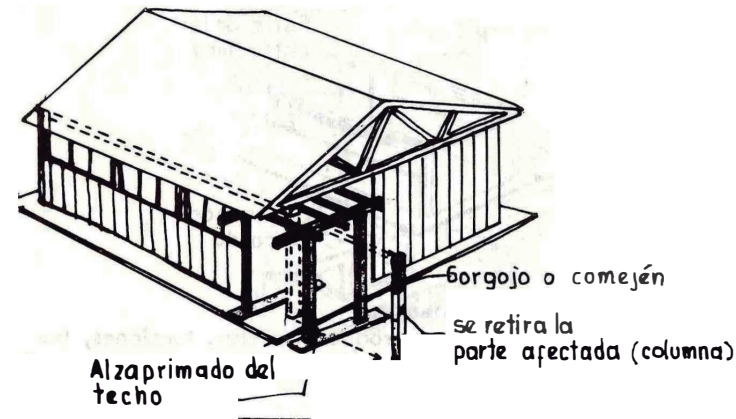 Gorgojo o comején
se retira la
parte afectada (columna)
Alzaprimado del
techo